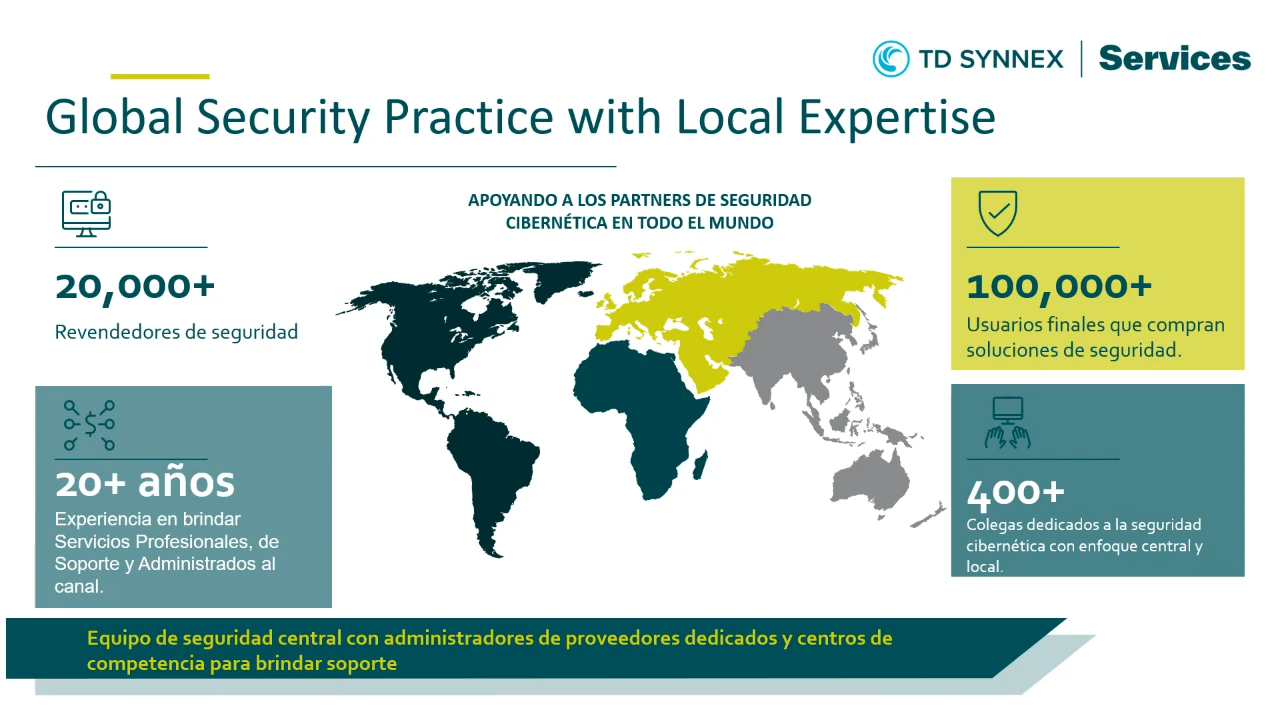 TD SYNNEX Services
Global Security Practice with Local Expertise
20,000+
Revendedores de seguridad
20+ años
Experiencia en brindar
Servicios Profesionales, de
Soporte y Administrados al
canal.
APOYANDO A LOS PARTNERS DE SEGURIDAD
CIBERNÉTICA EN TODO EL MUNDO
100,000+
Usuarios finales que compran
soluciones de seguridad.
400+
Colegas dedicados a la seguridad
cibernética con enfoque central y
local.
Equipo de seguridad central con administradores de proveedores dedicados y centros de
competencia para brindar soporte